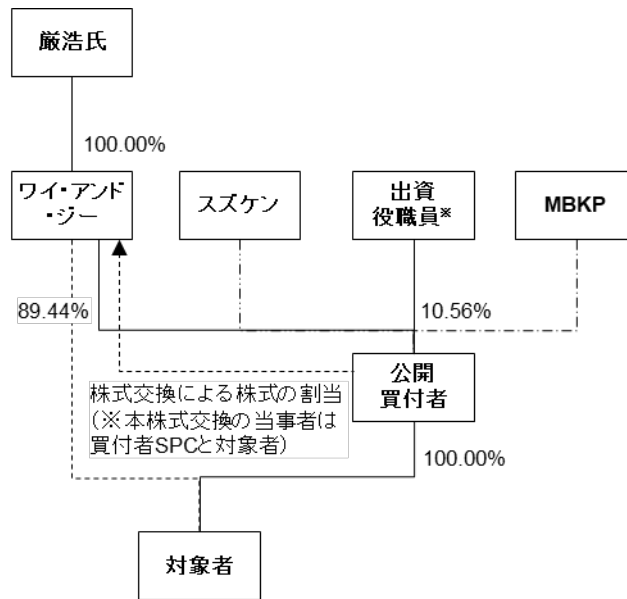 厳浩氏
100.00%
ワイ・アンド
・ジー
スズケン
出資
役職員※
MBKP
89.44%
10.56%
株式交換による株式の割当
(※本株式交換の当事者は
買付者SPCと対象者)
公開
買付者
100.00%
対象者